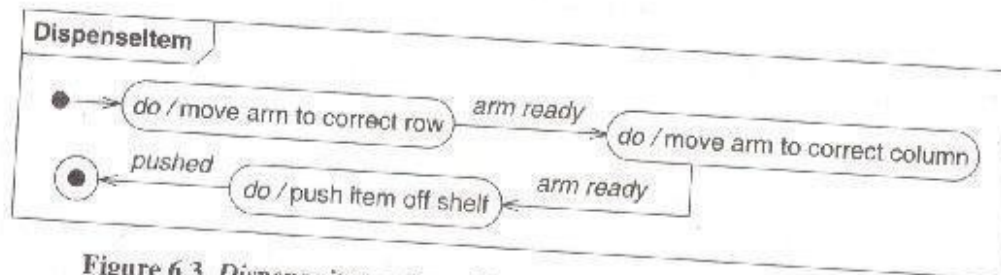 DispenseItem
do / move arm to correct row
arm ready
do / move arm to correct column
pushed
do / push item off shelf
arm ready
Figure 6.3